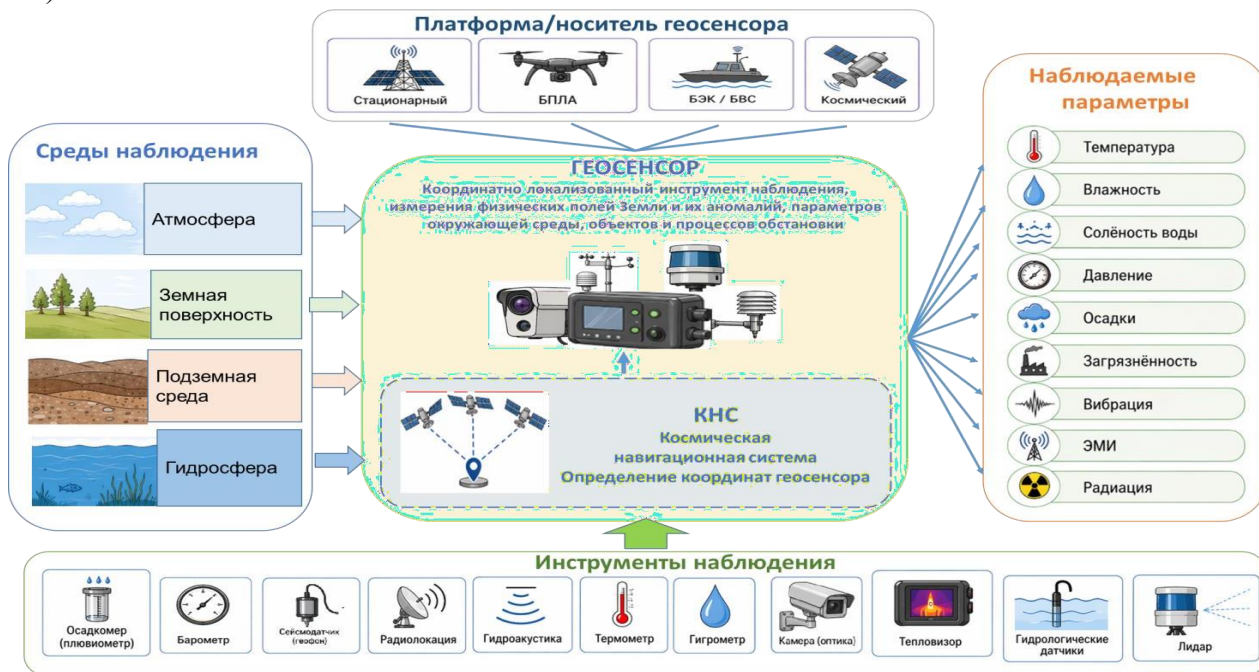 Платформа/носитель геосенсора
Стационарный
БПЛА
БЭК / БВС
Космический
Среды наблюдения
Атмосфера
Земная
поверхность
Подземная
среда
Гидросфера
ГЕОСЕНСОР
Координатно локализованный инструмент наблюдения,
измерения физических полей Земли и их аномалий, параметров
окружающей среды, объектов и процессов обстановки
КНС
Космическая
навигационная система
Определение координат геосенсора
Наблюдаемые
параметры
Температура
Влажность
Солёность воды
Давление
Осадки
Загрязнённость
Вибрация
ЭМИ
Радиация
Инструменты наблюдения
Осадкомер
(плювиометр)
Барометр
Сейсмодатчик
(геофон)
Радиолокация
Гидроакустика
Термометр
Гигрометр
Камера (оптика)
Тепловизор
Гидрологические
датчики
Лидар